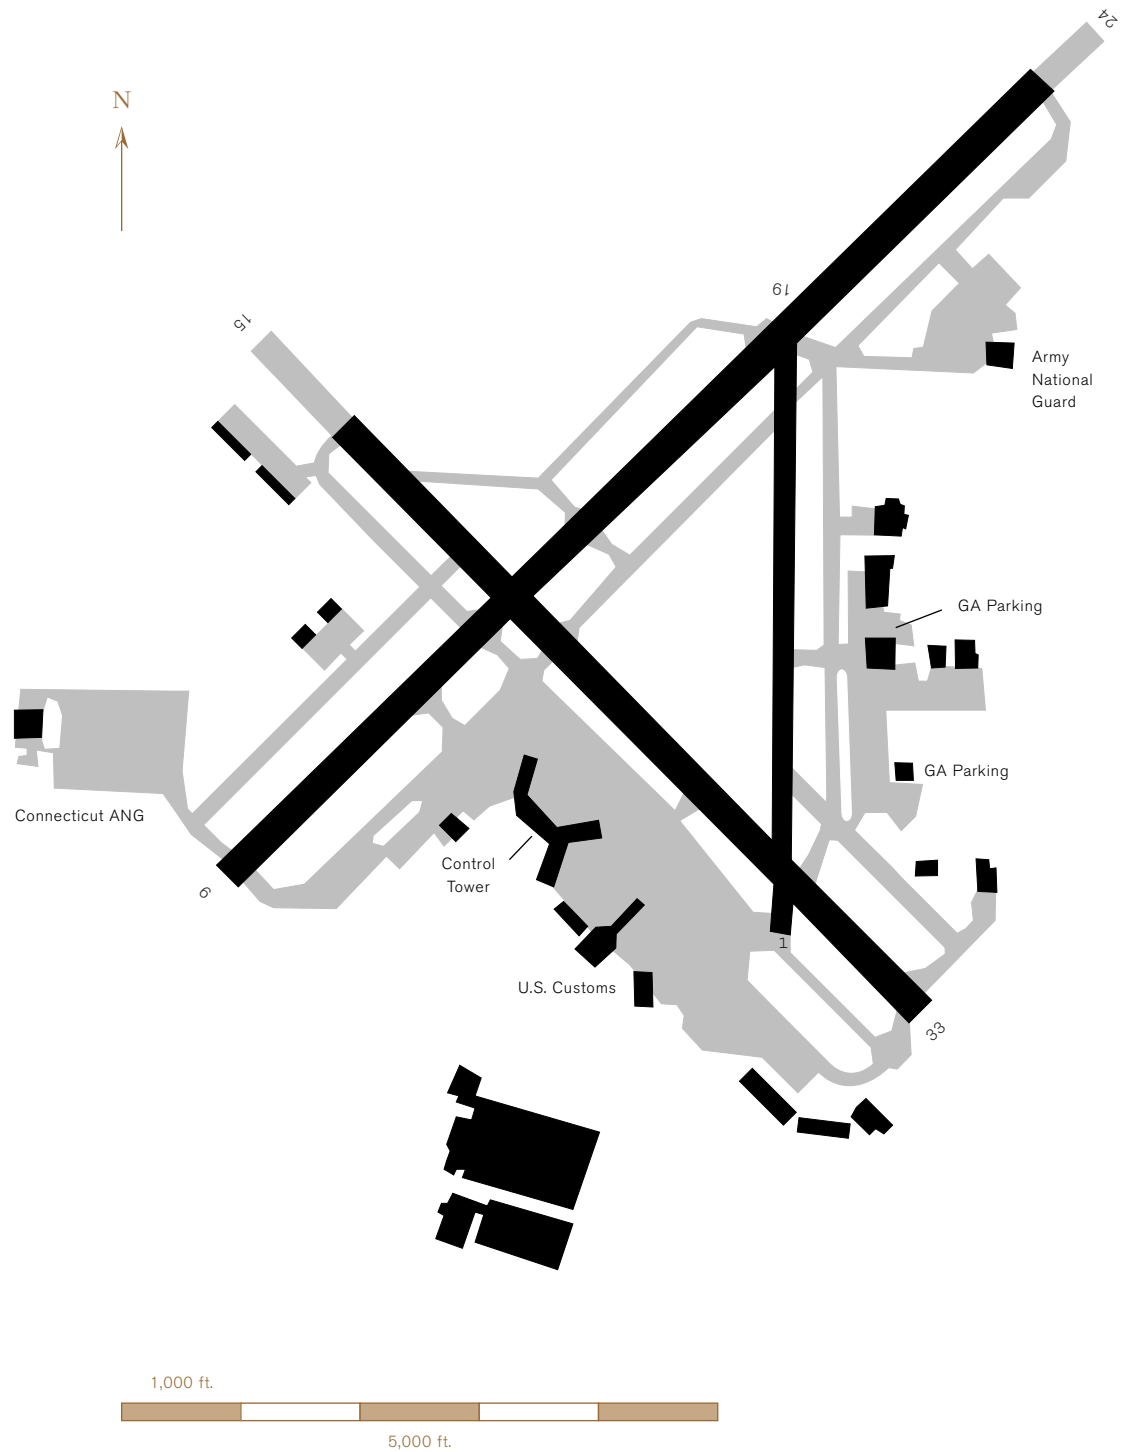 24
N
19
15
Army
National
Guard
GA Parking
GA Parking
Connecticut ANG
Control
Tower
6
1
U.S. Customs
33
1,000 ft.
5,000 ft.